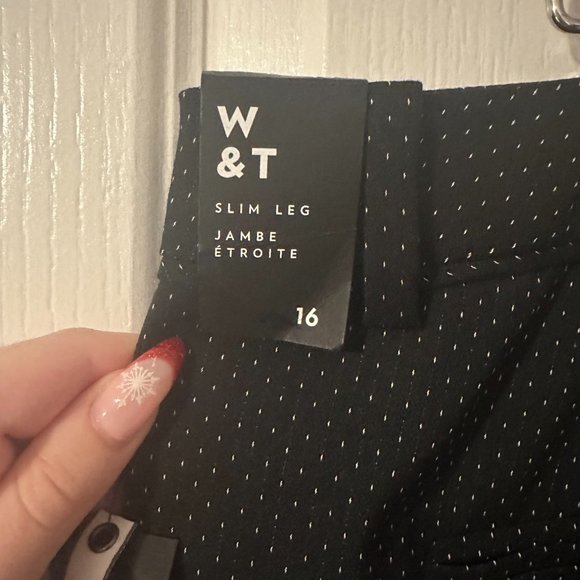 W
&T
SLIM LEG
JAMBE
ÉTROITE
16